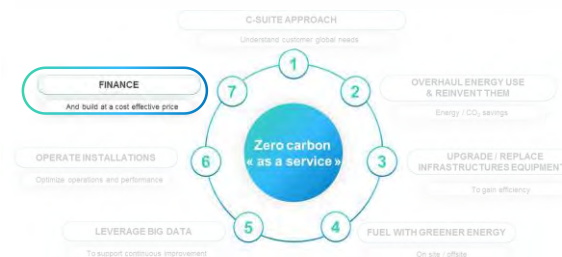 C-SUITE APPROACH
Understand customer global needs
1
FINANCE
And build at a cost effective price
7
2
OVERHAUL ENERGY USE
& REINVENT THEM
Energy / CO₂ savings
Zero carbon
« as a service »
OPERATE INSTALLATIONS
Optimize operations and performance
6
3
UPGRADE / REPLACE
INFRASTRUCTURES EQUIPMENT
To gain efficiency
LEVERAGE BIG DATA
To support continuous improvement
5
4
FUEL WITH GREENER ENERGY
On site / offsite